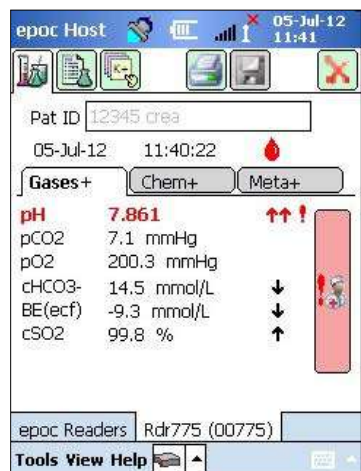 epoc Host 05-Jul-12
11:41
Pat ID 12345 crea
05-Jul-12 11:40:22
Gases+ Chem+ Meta+
pH 7.861 ↑↑ !
pCO2 7.1 mmHg
pO2 200.3 mmHg
cHCO3- 14.5 mmol/L ↓
BE(ecf) -9.3 mmol/L ↓
cSO2 99.8 % ↑
epoc Readers Rdr775 (00775)
Tools View Help